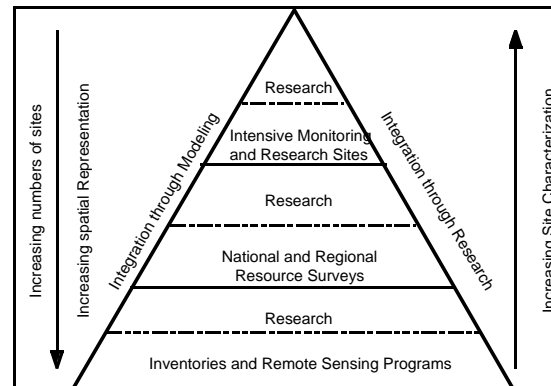 Increasing numbers of sites
Increasing spatial Representation
Integration through Modeling
Research
Intensive Monitoring
and Research Sites
Research
National and Regional
Resource Surveys
Research
Inventories and Remote Sensing Programs
Integration through Research
Increasing Site Characterization